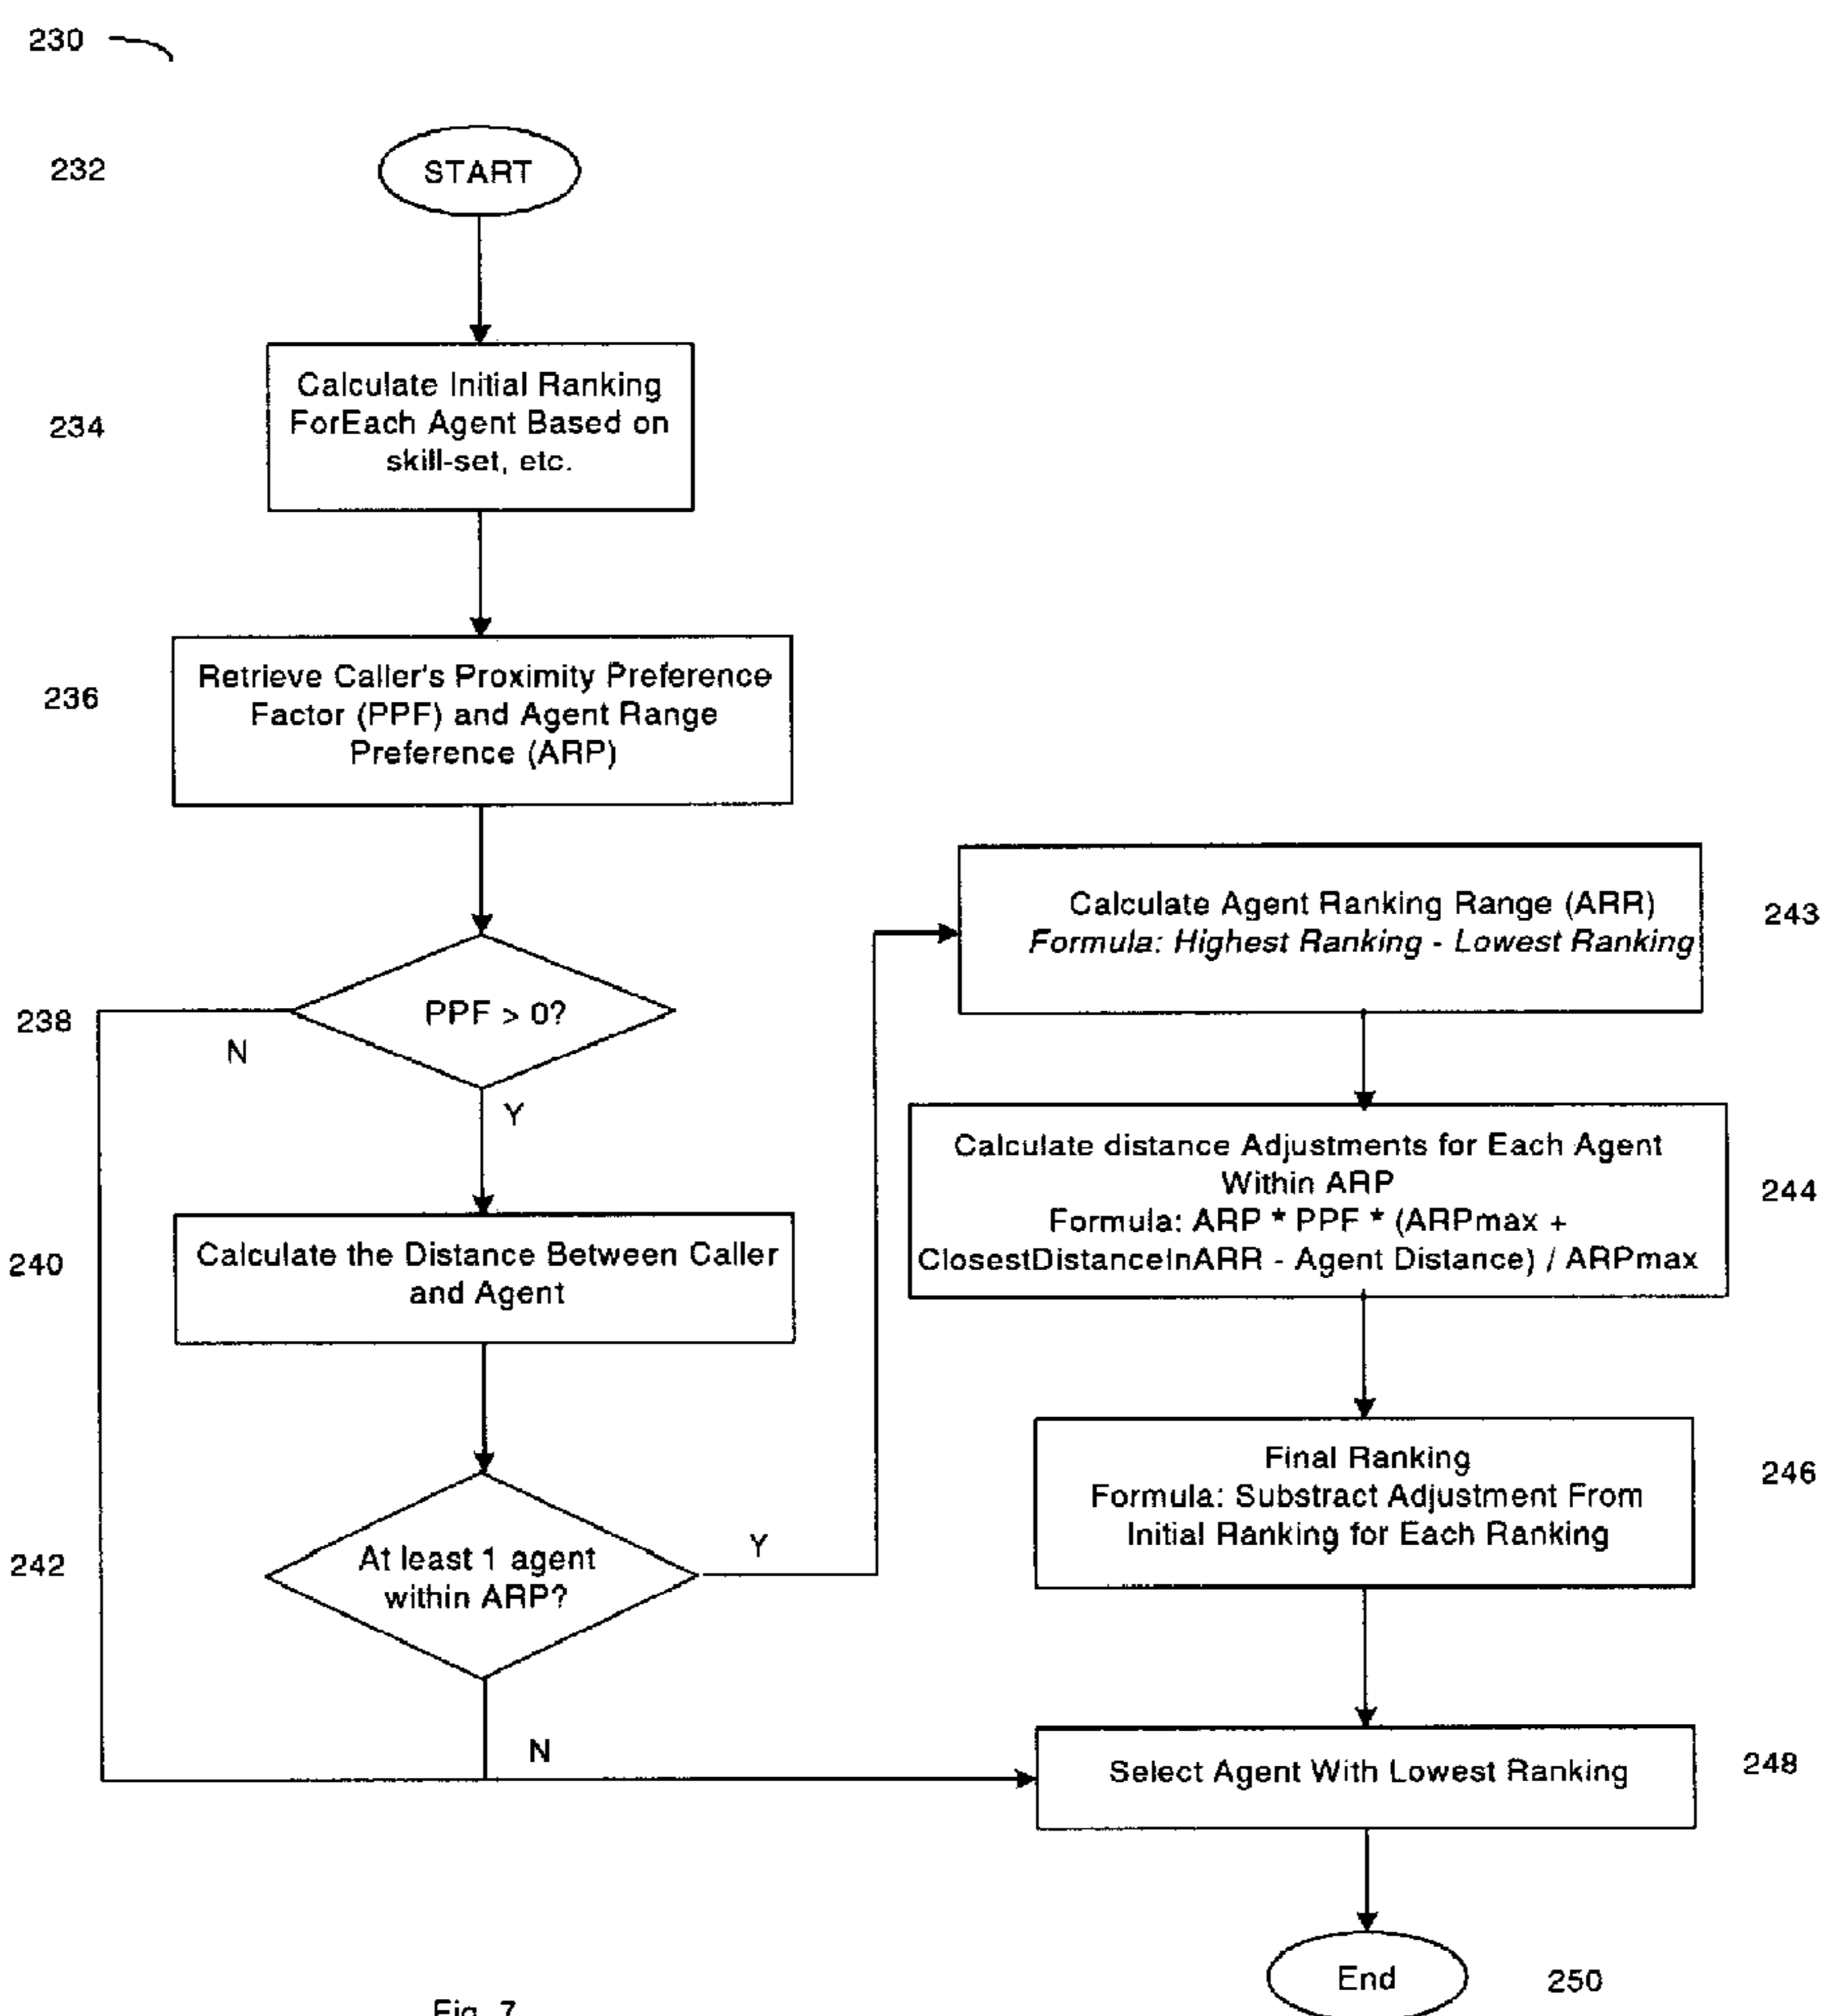 230
232
START
234
Calculate Initial Ranking
ForEach Agent Based on
skill-set, etc.
236
Retrieve Caller's Proximity Preference
Factor (PPF) and Agent Range
Preference (ARP)
238
PPF > 0?
N
Y
240
Calculate the Distance Between Caller
and Agent
242
At least 1 agent
within ARP?
Y
N
Calculate Agent Ranking Range (ARR)
Formula: Highest Ranking - Lowest Ranking
243
Calculate distance Adjustments for Each Agent
Within ARP
Formula: ARP * PPF * (ARPmax +
ClosestDistanceInARR - Agent Distance) / ARPmax
244
Final Ranking
Formula: Substract Adjustment From
Initial Ranking for Each Ranking
246
Select Agent With Lowest Ranking
248
End
250
Fig. 7